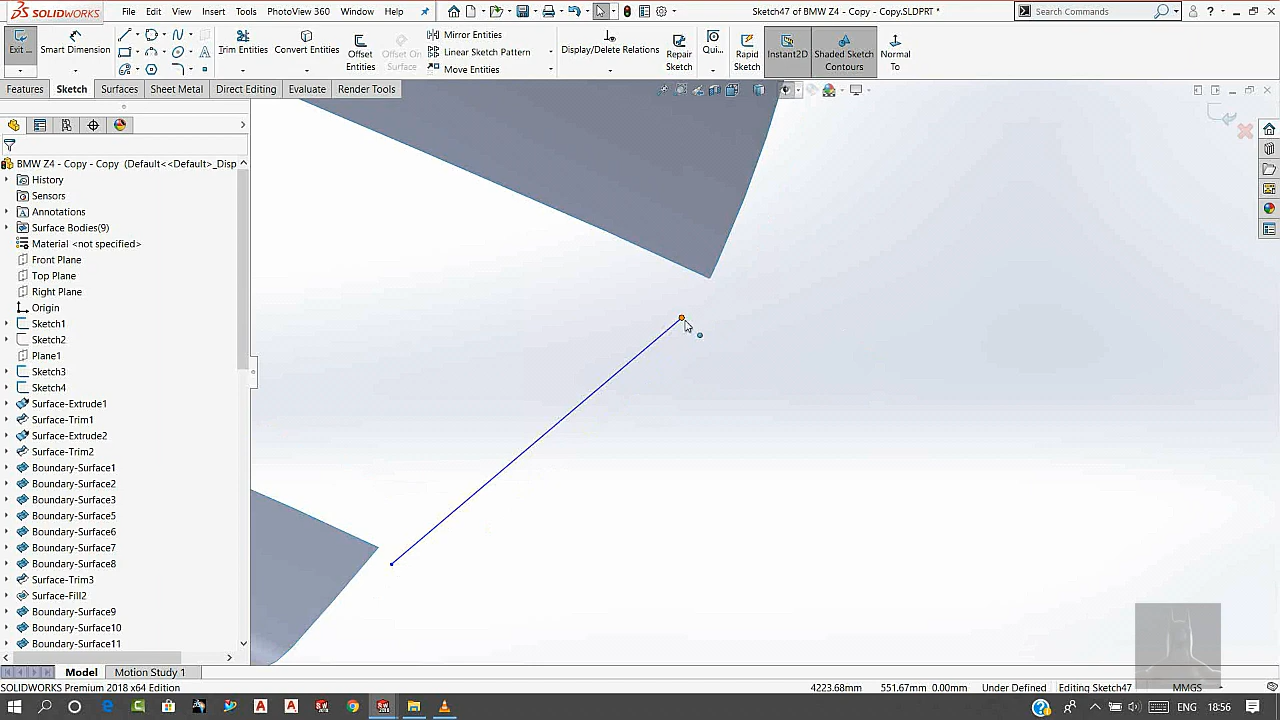 SOLIDWORKS File Edit View Insert Tools PhotoView 360 Window Help Sketch47 of BMW Z4 - Copy - Copy.SLDPRT * Search Commands
Exit ... Smart Dimension Trim Entities Convert Entities Offset Entities Offset On Surface Mirror Entities Display/Delete Relations Repair Sketch Qui... Rapid Sketch Instant2D Shaded Sketch Contours Normal To
Linear Sketch Pattern
Move Entities
Features Sketch Surfaces Sheet Metal Direct Editing Evaluate Render Tools
BMW Z4 - Copy - Copy (Default<<Default>_Disp
History
Sensors
Annotations
Surface Bodies(9)
Material <not specified>
Front Plane
Top Plane
Right Plane
Origin
Sketch1
Sketch2
Plane1
Sketch3
Sketch4
Surface-Extrude1
Surface-Trim1
Surface-Extrude2
Surface-Trim2
Boundary-Surface1
Boundary-Surface2
Boundary-Surface3
Boundary-Surface5
Boundary-Surface6
Boundary-Surface7
Boundary-Surface8
Surface-Trim3
Surface-Fill2
Boundary-Surface9
Boundary-Surface10
Boundary-Surface11
Model Motion Study 1
SOLIDWORKS Premium 2018 x64 Edition 4223.68mm 551.67mm 0.00mm Under Defined Editing Sketch47 MMGS
ENG 18:56